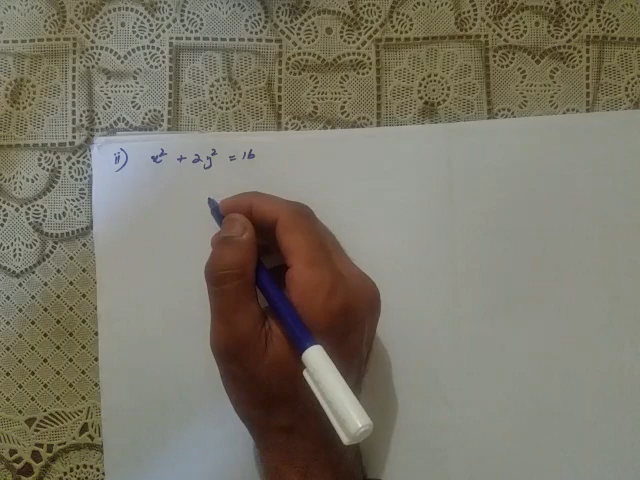 ii) x² + 2y² = 16